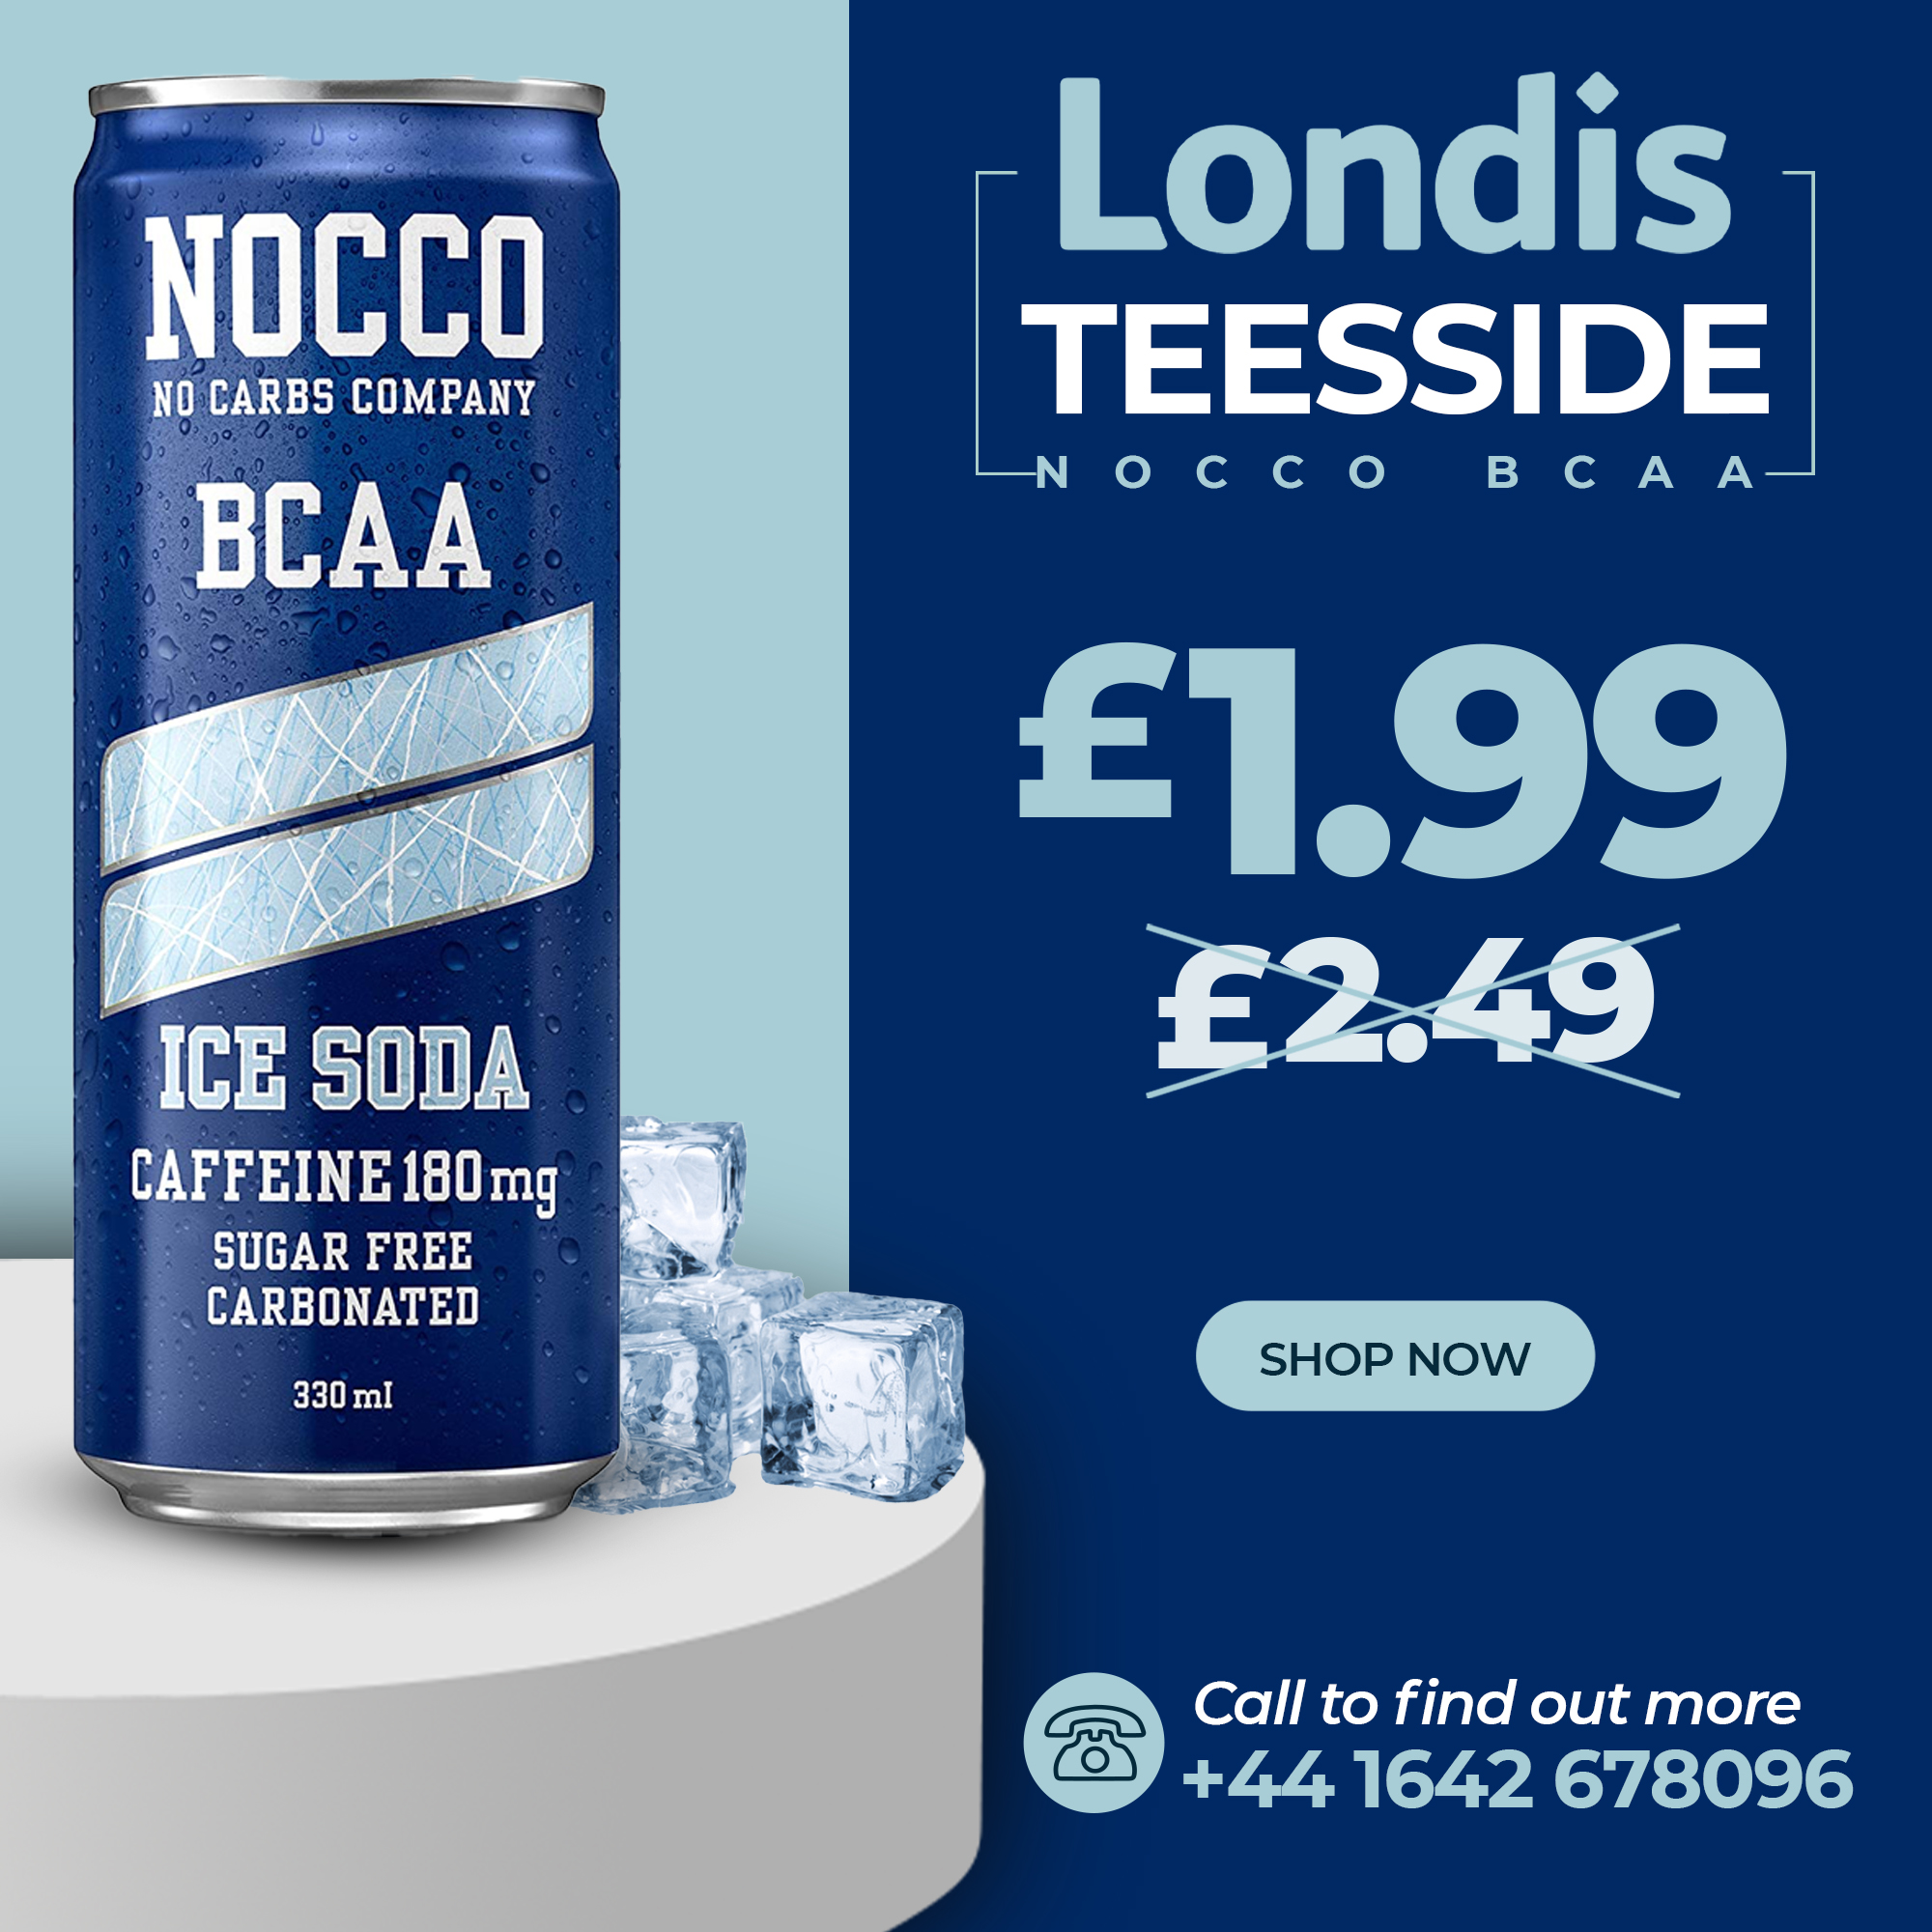 NOCCO
NO CARBS COMPANY
BCAA
ICE SODA
CAFFEINE 180mg
SUGAR FREE
CARBONATED
330 ml
Londis
TEESSIDE
NOCCO BCAA
£1.99
£2.49
SHOP NOW
Call to find out more
+44 1642 678096